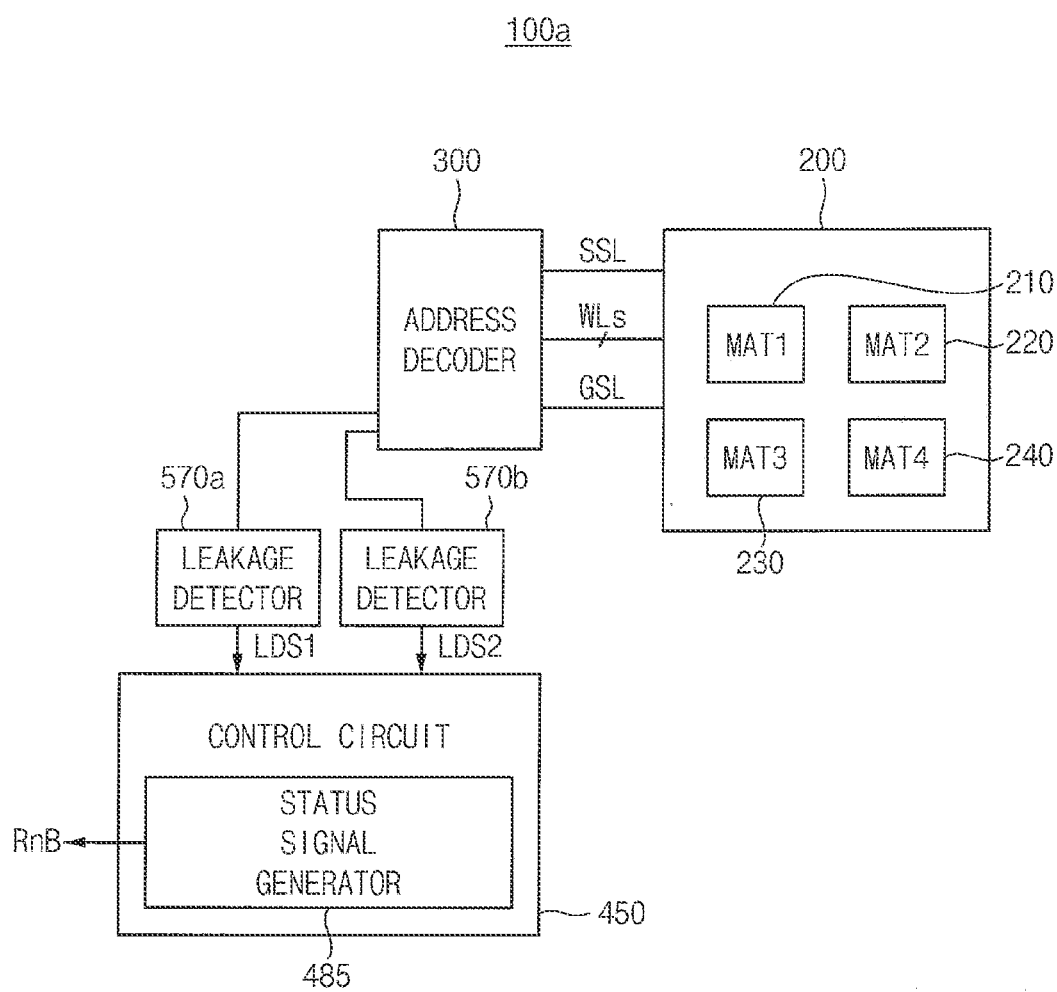 100a
300
200
SSL
WLs
GSL
ADDRESS
DECODER
210
MAT1
MAT2
220
MAT3
MAT4
240
230
570a
570b
LEAKAGE
DETECTOR
LEAKAGE
DETECTOR
LDS1
LDS2
CONTROL CIRCUIT
STATUS
SIGNAL
GENERATOR
RnB
450
485